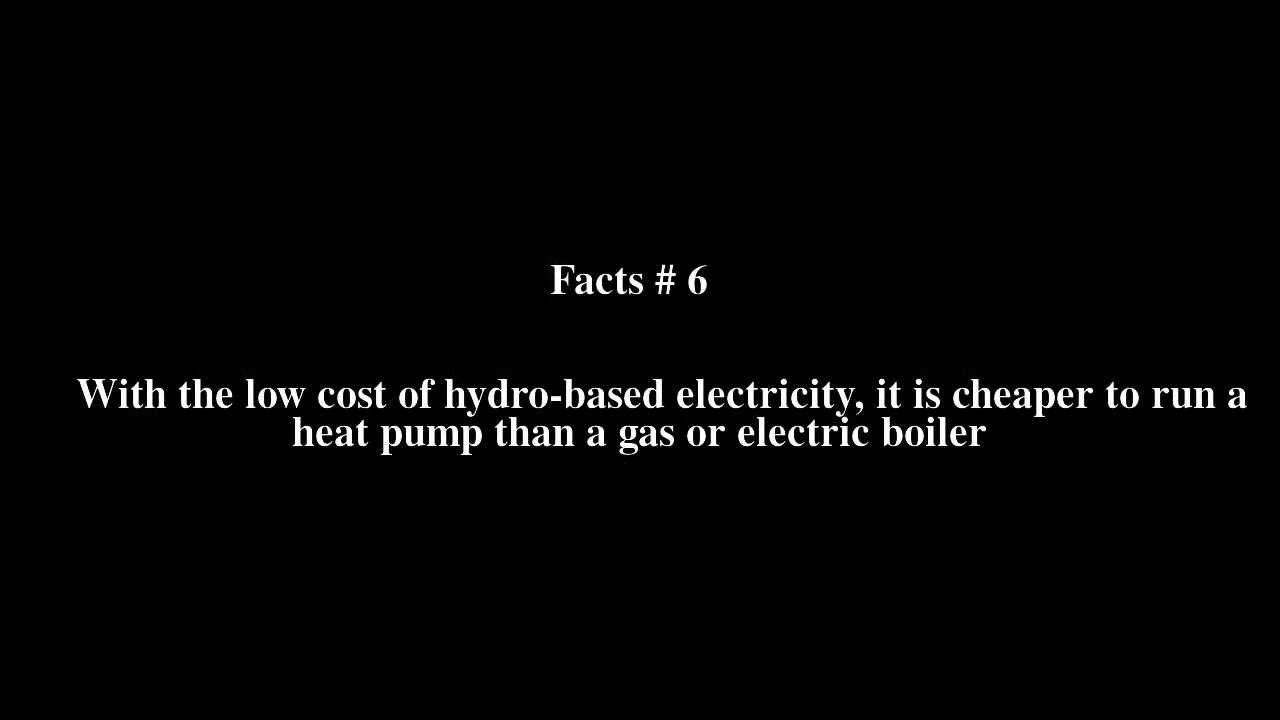 Facts # 6
With the low cost of hydro-based electricity, it is cheaper to run a
heat pump than a gas or electric boiler